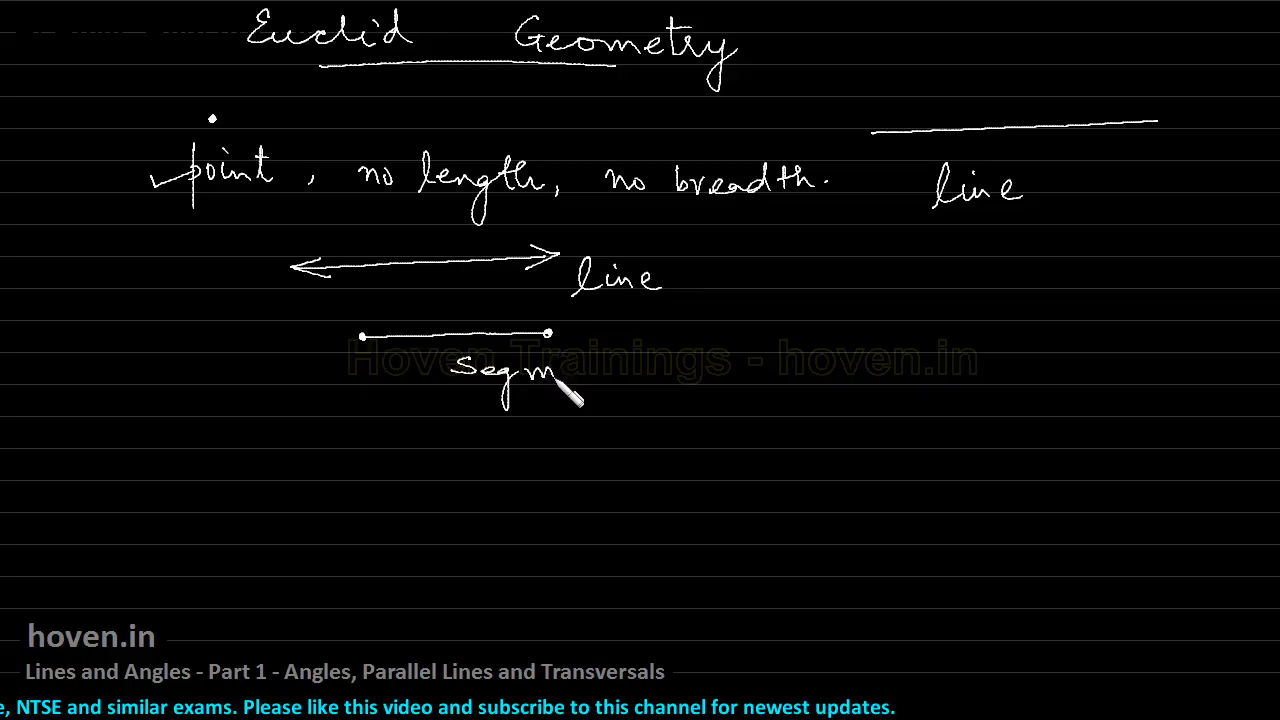 Euclid Geometry
point, no length, no breadth.
line
line
Hoven Trainings - hoven.in
segm
hoven.in
Lines and Angles - Part 1 - Angles, Parallel Lines and Transversals
e, NTSE and similar exams. Please like this video and subscribe to this channel for newest updates.